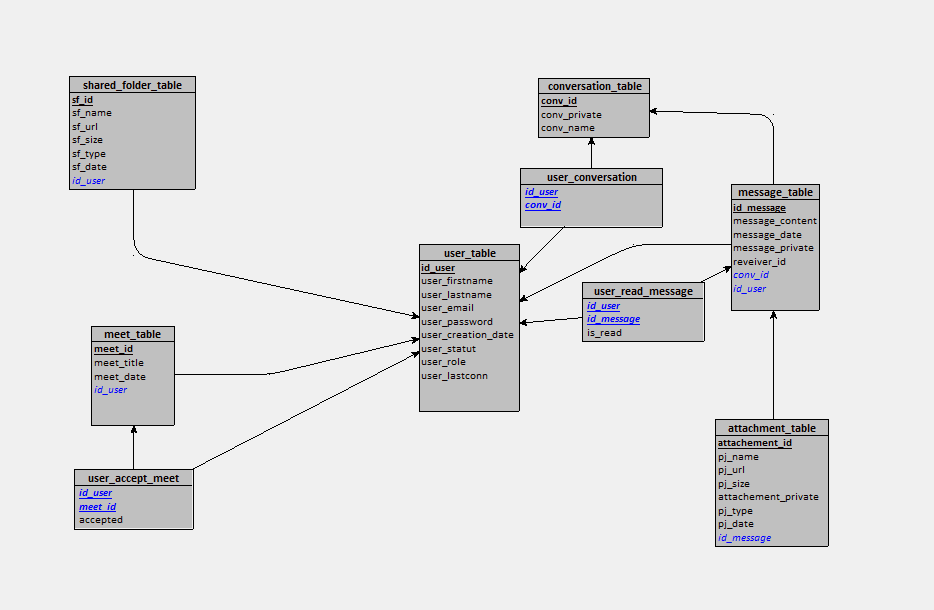 shared_folder_table
sf_id
sf_name
sf_url
sf_size
sf_type
sf_date
id_user
conversation_table
conv_id
conv_private
conv_name
user_conversation
id_user
conv_id
message_table
id_message
message_content
message_date
message_private
reveiver_id
conv_id
id_user
user_table
id_user
user_firstname
user_lastname
user_email
user_password
user_creation_date
user_statut
user_role
user_lastconn
user_read_message
id_user
id_message
is_read
meet_table
meet_id
meet_title
meet_date
id_user
user_accept_meet
id_user
meet_id
accepted
attachment_table
attachement_id
pj_name
pj_url
pj_size
attachement_private
pj_type
pj_date
id_message